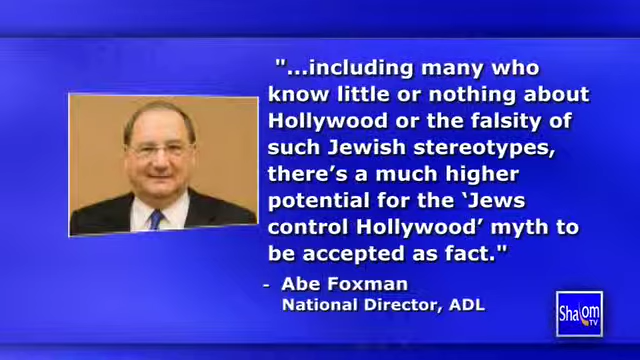 "...including many who
know little or nothing about
Hollywood or the falsity of
such Jewish stereotypes,
there's a much higher
potential for the ‘Jews
control Hollywood’ myth to
be accepted as fact."
- Abe Foxman
National Director, ADL
Shalom
TV